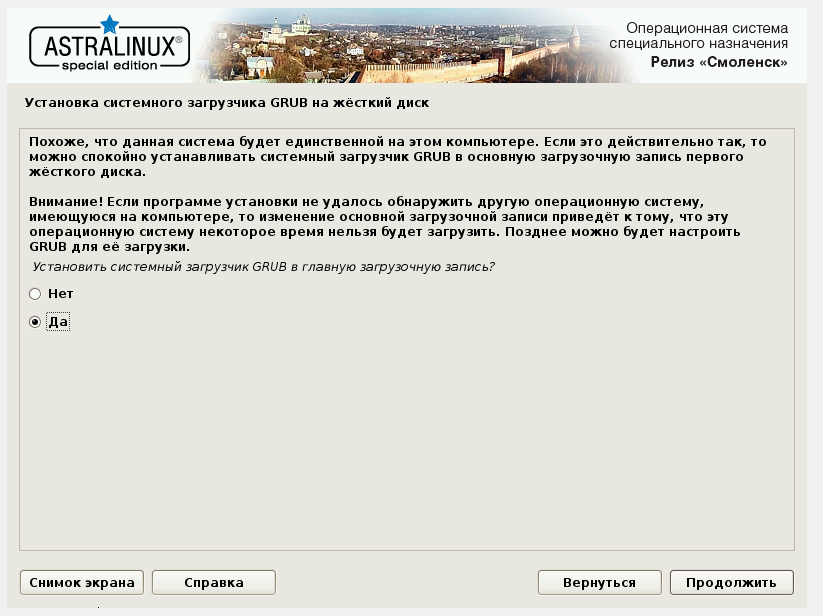 ASTRALINUX®
special edition
Операционная система
специального назначения
Релиз «Смоленск»
Установка системного загрузчика GRUB на жёсткий диск
Похоже, что данная система будет единственной на этом компьютере. Если это действительно так, то
можно спокойно устанавливать системный загрузчик GRUB в основную загрузочную запись первого
жёсткого диска.
Внимание! Если программе установки не удалось обнаружить другую операционную систему,
имеющуюся на компьютере, то изменение основной загрузочной записи приведёт к тому, что эту
операционную систему некоторое время нельзя будет загрузить. Позднее можно будет настроить
GRUB для её загрузки.
Установить системный загрузчик GRUB в главную загрузочную запись?
Нет
Да
Снимок экрана
Справка
Вернуться
Продолжить